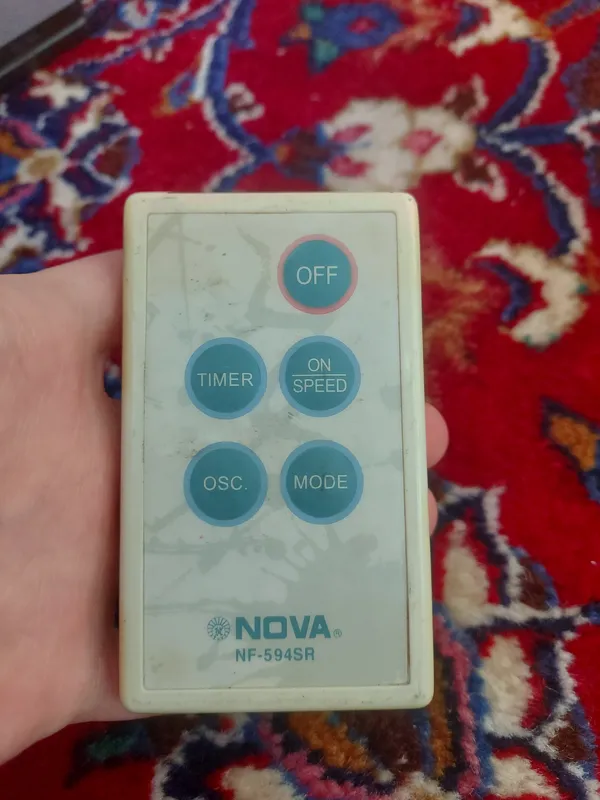 OFF
TIMER
ON
SPEED
OSC.
MODE
NOVA®
NF-594SR